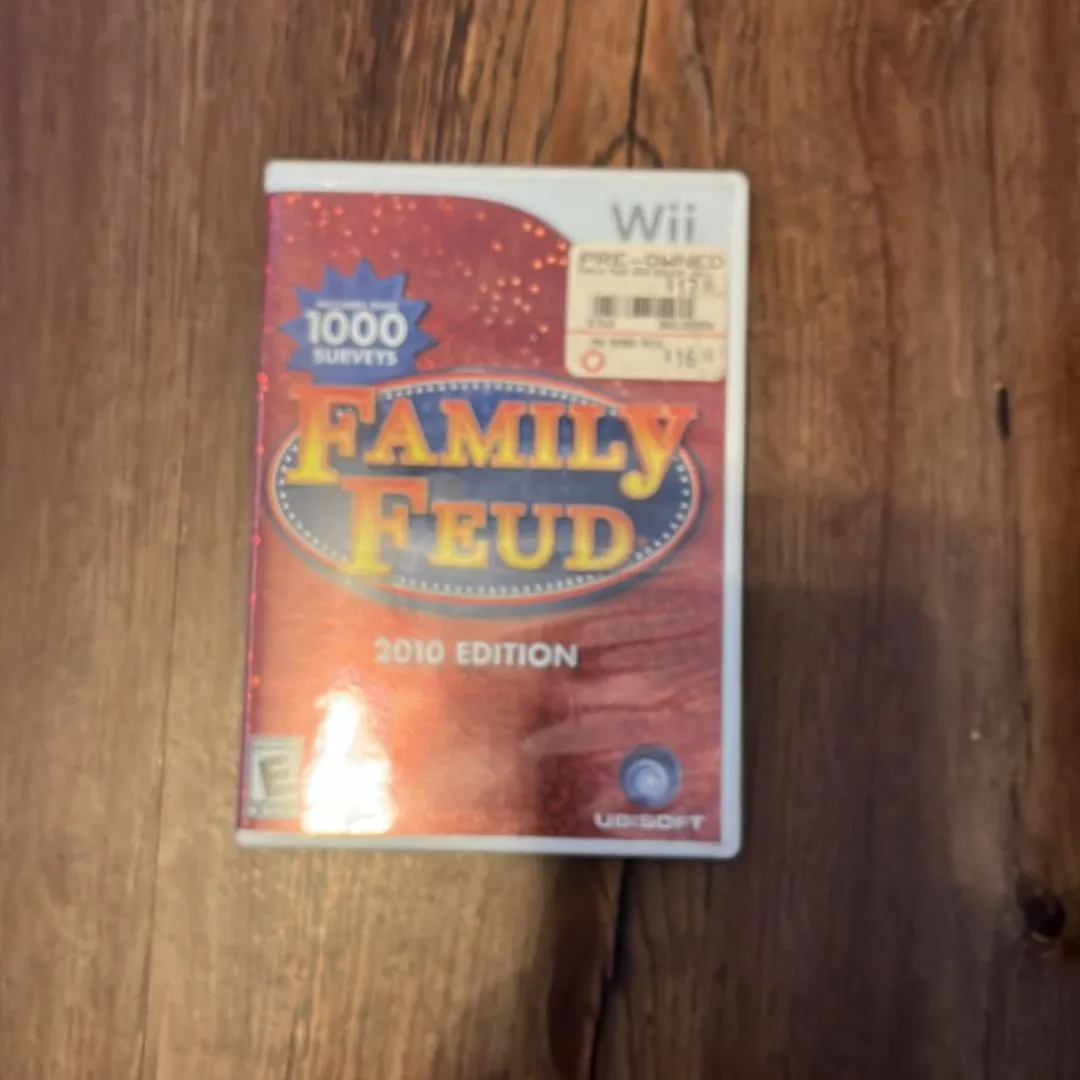 Wii
PRE-OWNED
1000
SURVEYS
FAMILY
FEUD
2010 EDITION
E
UBISOFT